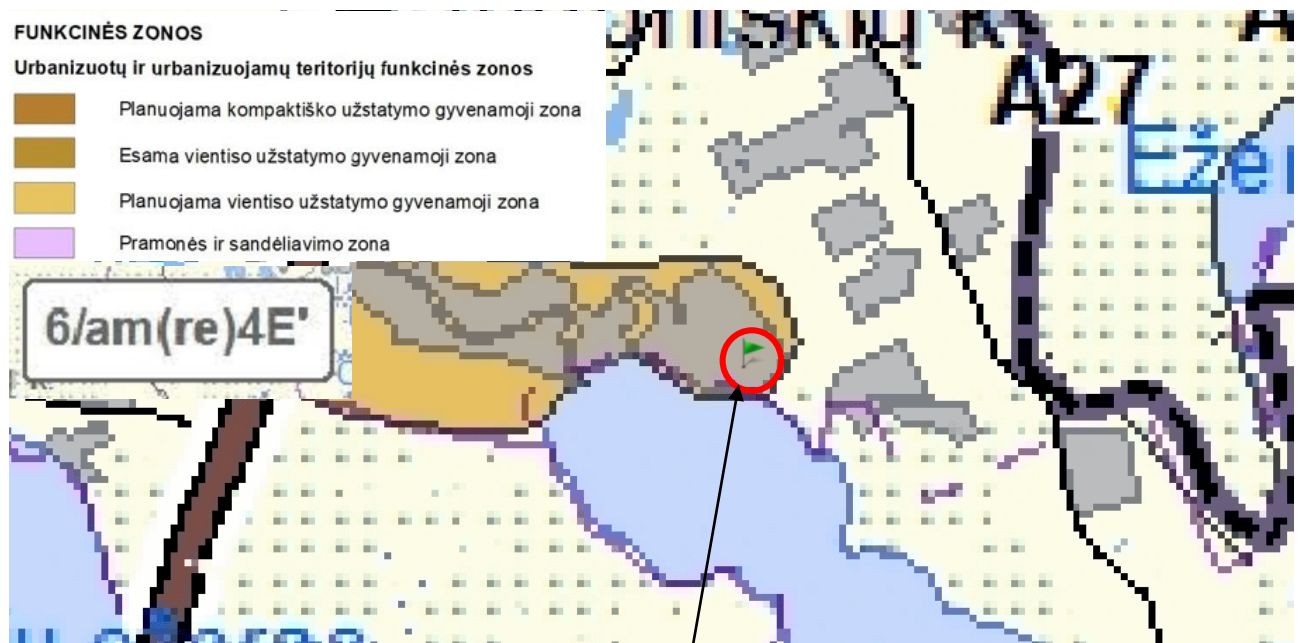 FUNKCINĖS ZONOS
Urbanizuotų ir urbanizuojamų teritorijų funkcinės zonos
Planuojama kompaktiško užstatymo gyvenamoji zona
Esama vientiso užstatymo gyvenamoji zona
Planuojama vientiso užstatymo gyvenamoji zona
Pramonės ir sandėliavimo zona
A27
6/am(re)4E'